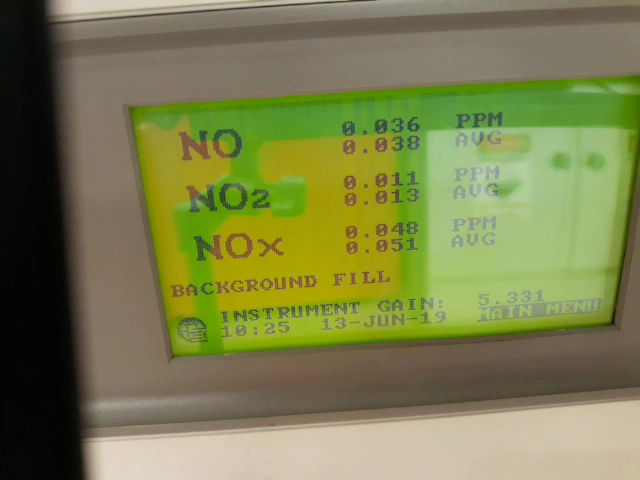 NO 0.036 PPM
0.038 AVG
NO2 0.011 PPM
0.013 AVG
NOx 0.048 PPM
0.051 AVG
BACKGROUND FILL
INSTRUMENT GAIN: 5.331
10:25 13-JUN-19 MAIN MENU